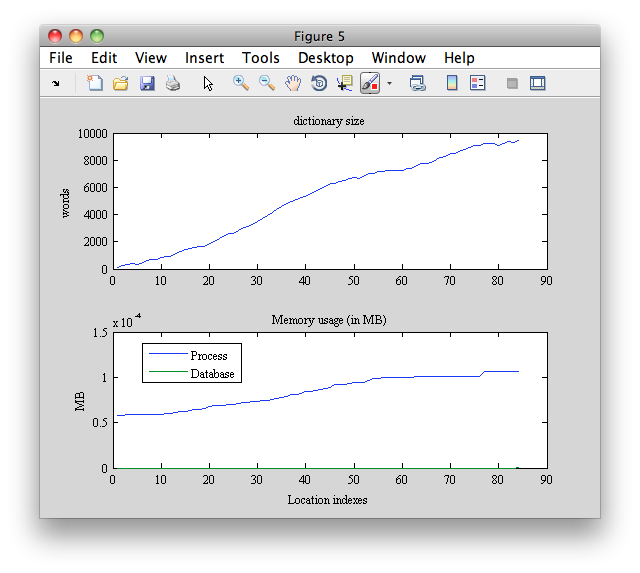 Figure 5
File Edit View Insert Tools Desktop Window Help
dictionary size
10000
8000
6000
4000
2000
0
words
0 10 20 30 40 50 60 70 80 90
Memory usage (in MB)
x 10^-4
1.5
1
0.5
0
MB
Process
Database
0 10 20 30 40 50 60 70 80 90
Location indexes